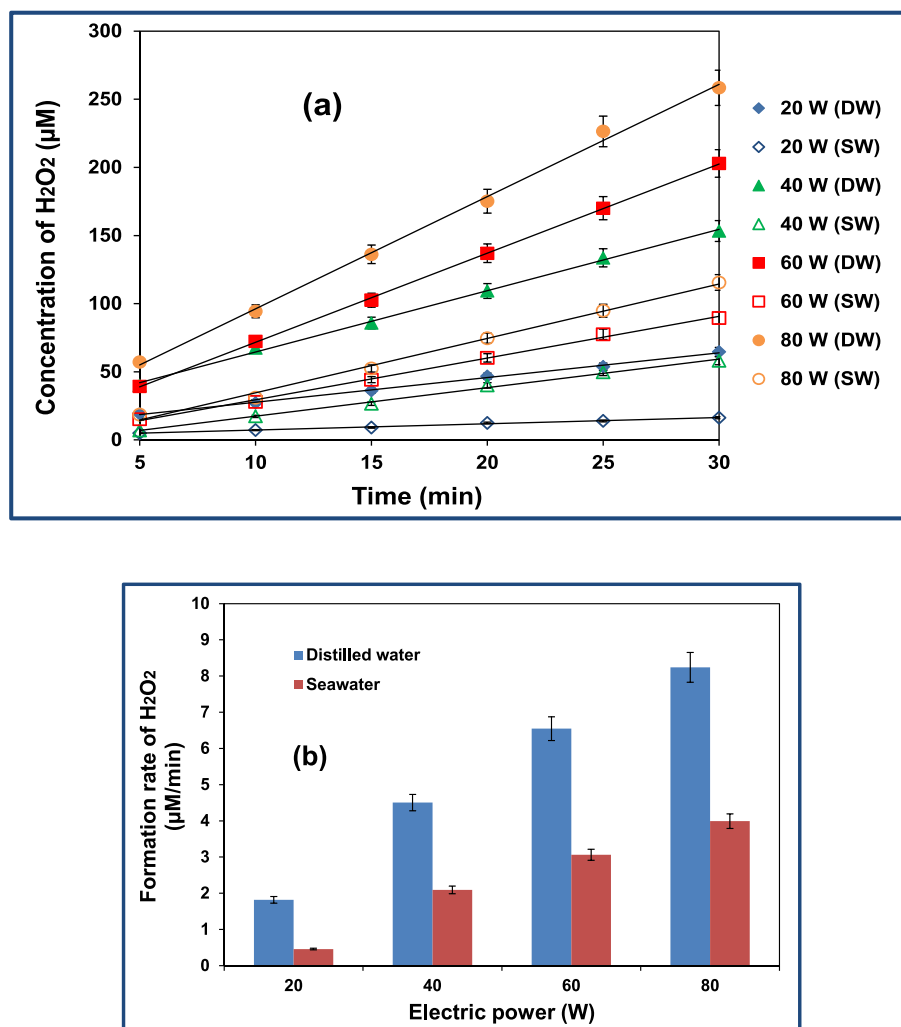 300
250
200
150
100
50
0
Concentration of H₂O₂ (µM)
(a)
5 10 15 20 25 30
Time (min)
20 W (DW)
20 W (SW)
40 W (DW)
40 W (SW)
60 W (DW)
60 W (SW)
80 W (DW)
80 W (SW)
10
9
8
7
6
5
4
3
2
1
0
Formation rate of H₂O₂
(µM/min)
Distilled water
Seawater
(b)
20 40 60 80
Electric power (W)